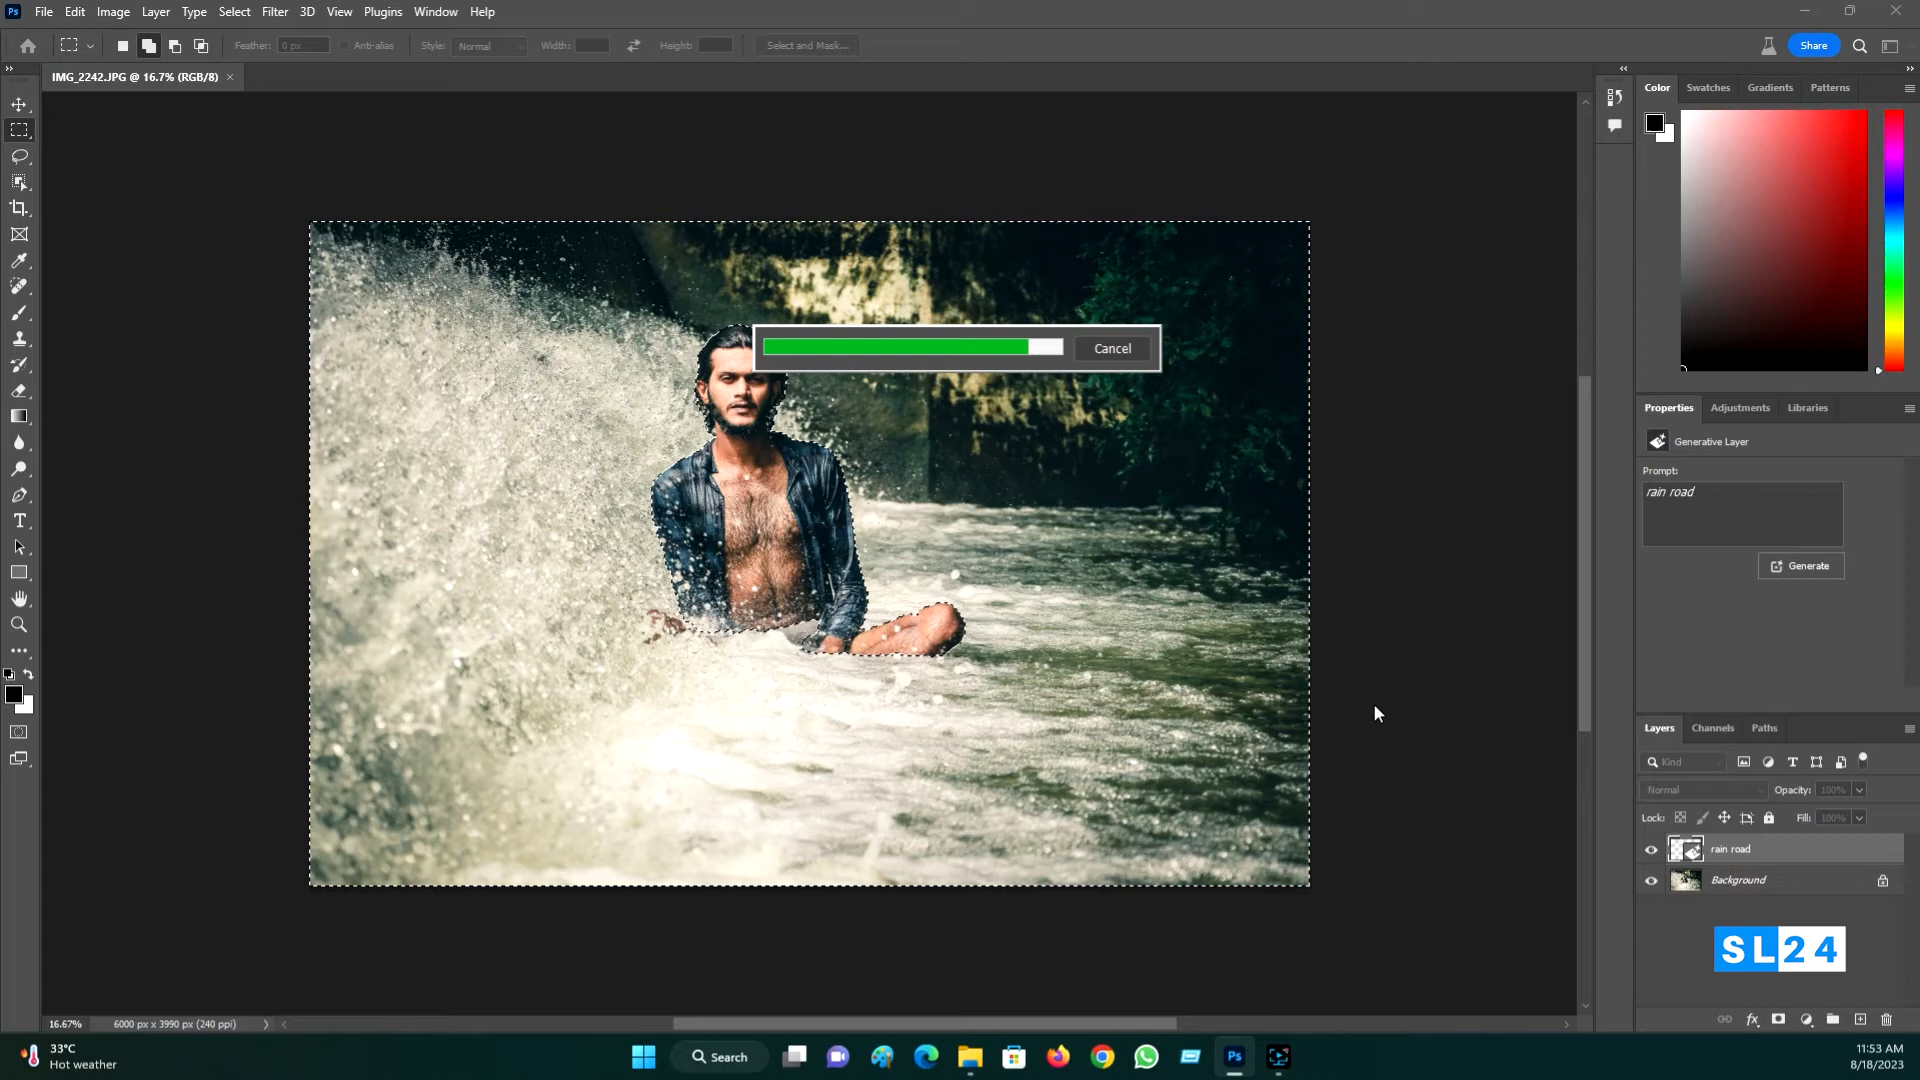 Ps File Edit Image Layer Type Select Filter 3D View Plugins Window Help
Feather: 0 px Anti-alias Style: Normal Width: Height: Select and Mask... Share
IMG_2242.JPG @ 16.7% (RGB/8) ×
Color Swatches Gradients Patterns
Cancel
Properties Adjustments Libraries
Generative Layer
Prompt:
rain road
Generate
Layers Channels Paths
Kind
Normal Opacity: 100%
Lock: Fill: 100%
rain road
Background
SL24
16.67% 6000 px x 3990 px (240 ppi)
33°C
Hot weather
Search
Ps
11:53 AM
8/18/2023